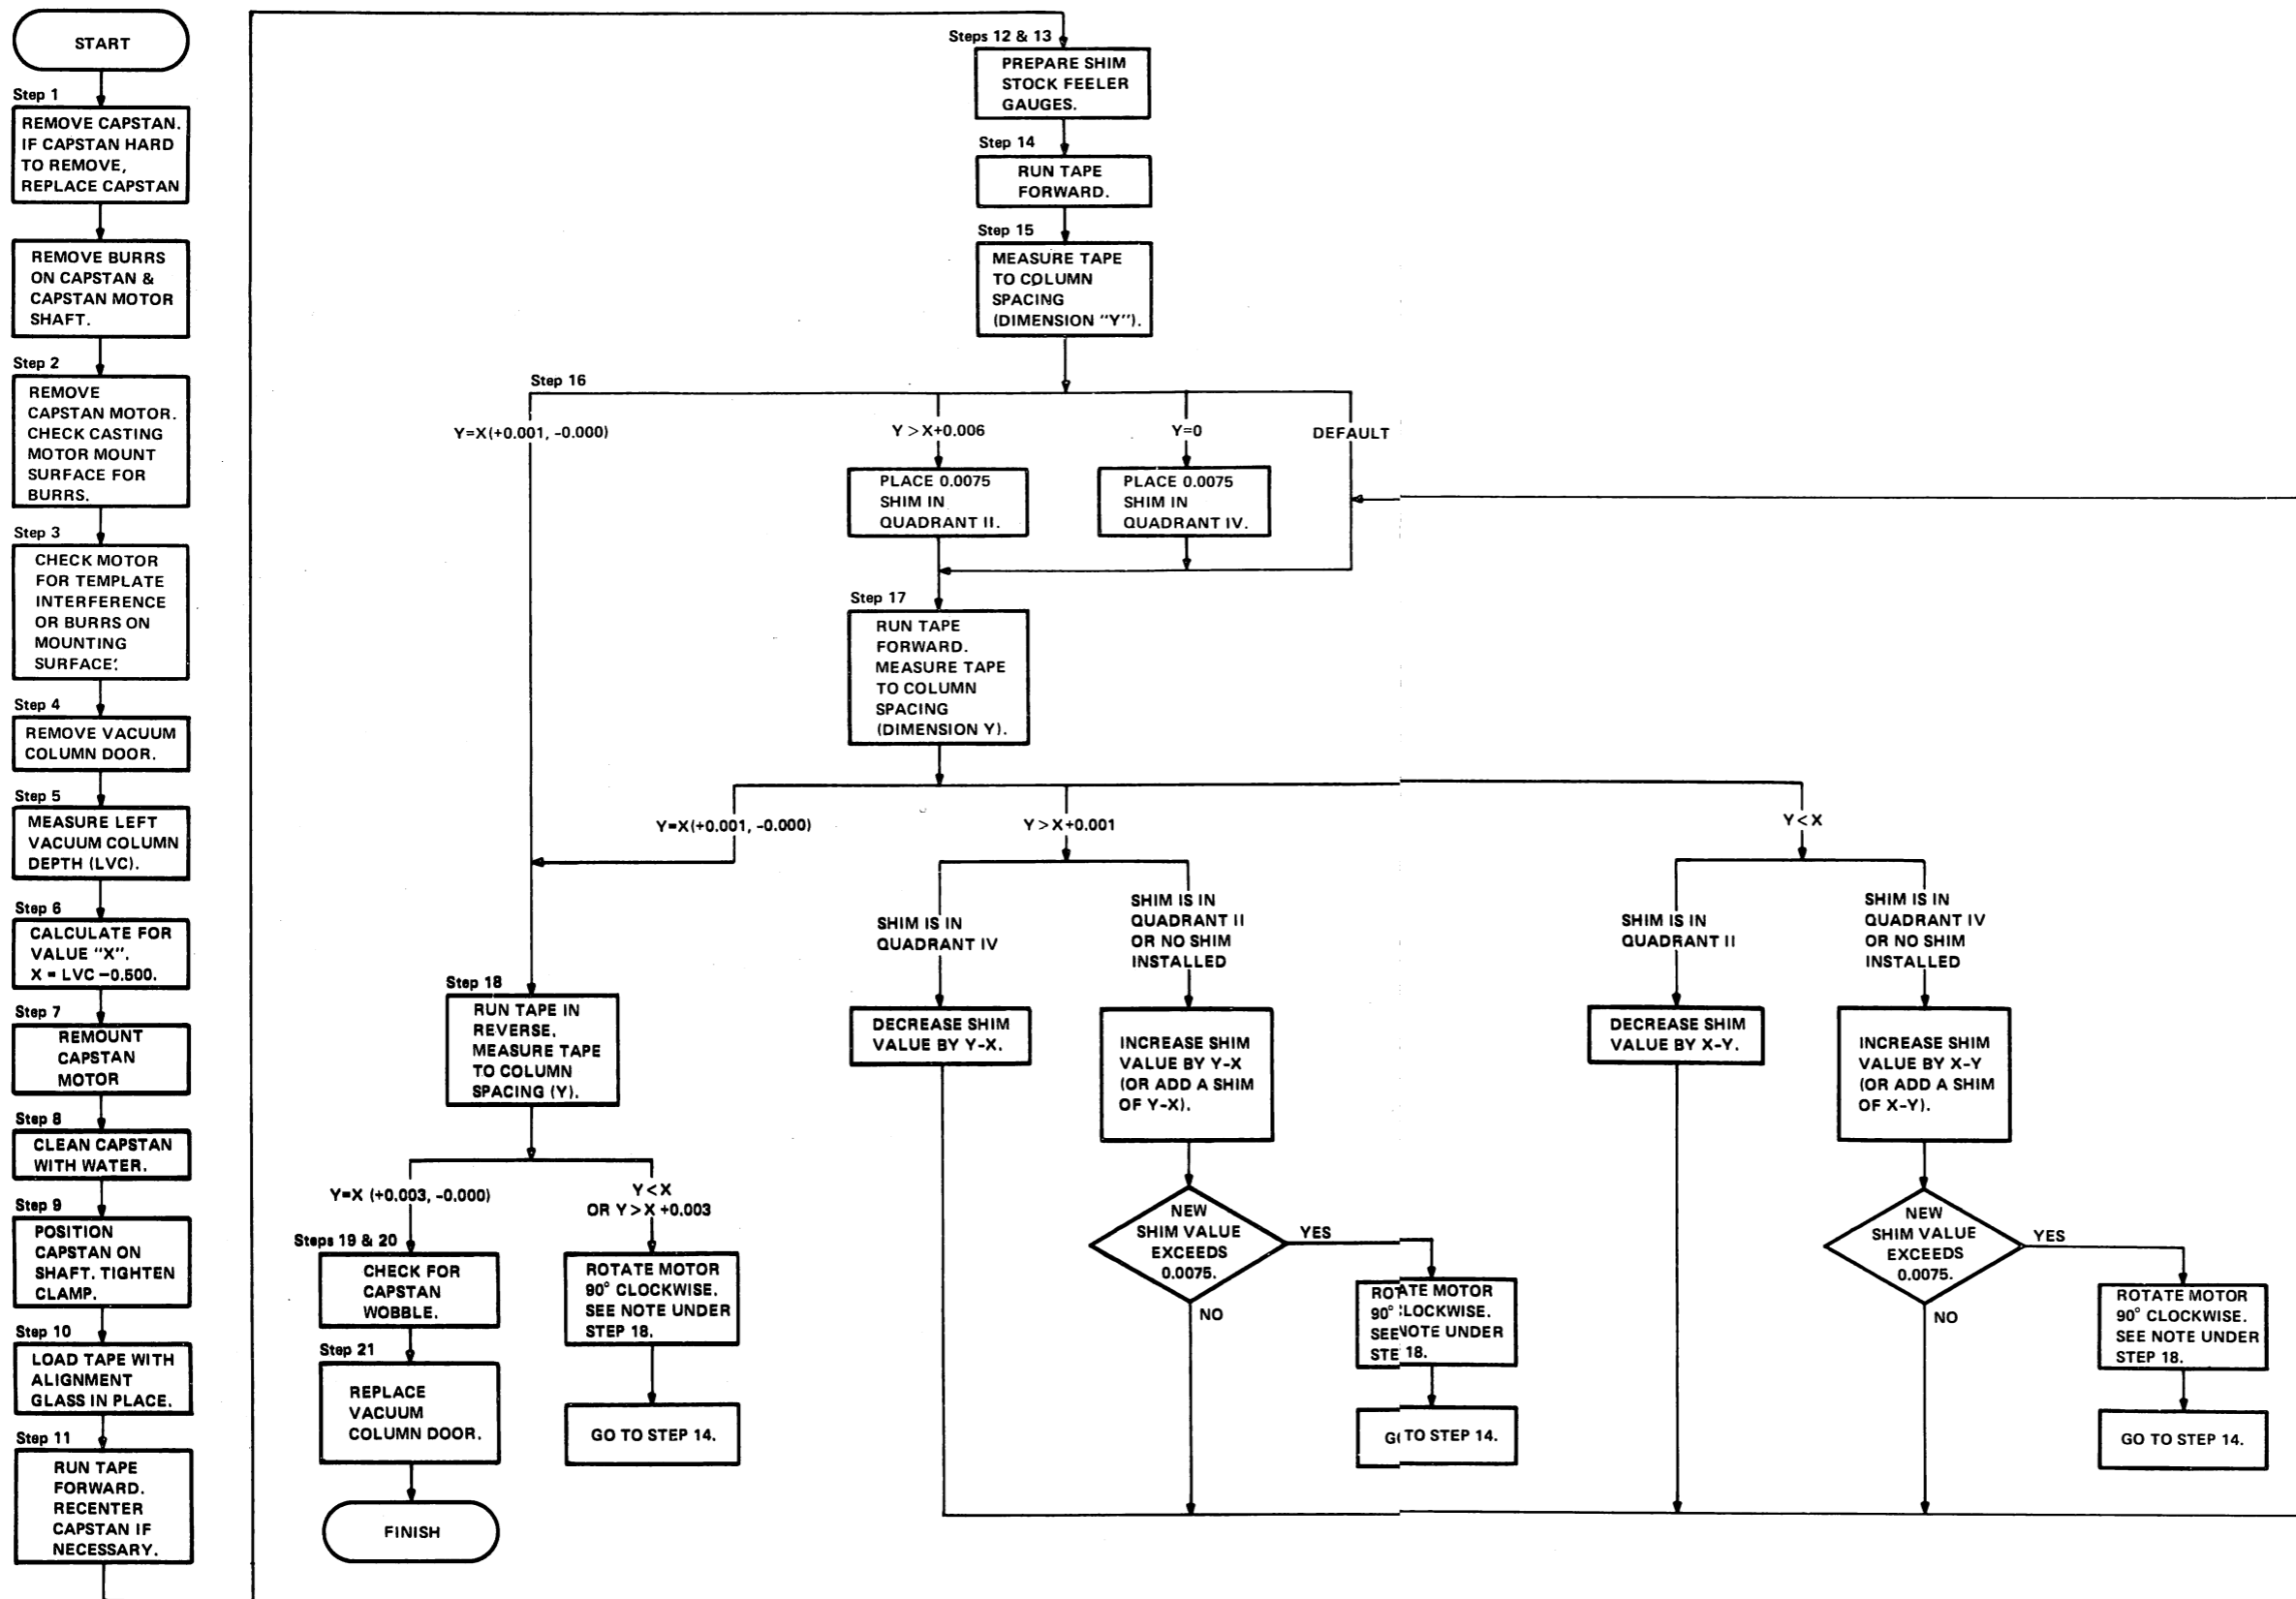 START
Step 1
REMOVE CAPSTAN.
IF CAPSTAN HARD
TO REMOVE,
REPLACE CAPSTAN
REMOVE BURRS
ON CAPSTAN &
CAPSTAN MOTOR
SHAFT.
Step 2
REMOVE
CAPSTAN MOTOR.
CHECK CASTING
MOTOR MOUNT
SURFACE FOR
BURRS.
Step 3
CHECK MOTOR
FOR TEMPLATE
INTERFERENCE
OR BURRS ON
MOUNTING
SURFACE.
Step 4
REMOVE VACUUM
COLUMN DOOR.
Step 5
MEASURE LEFT
VACUUM COLUMN
DEPTH (LVC).
Step 6
CALCULATE FOR
VALUE "X".
X = LVC -0.500.
Step 7
REMOUNT
CAPSTAN
MOTOR
Step 8
CLEAN CAPSTAN
WITH WATER.
Step 9
POSITION
CAPSTAN ON
SHAFT. TIGHTEN
CLAMP.
Step 10
LOAD TAPE WITH
ALIGNMENT
GLASS IN PLACE.
Step 11
RUN TAPE
FORWARD.
RECENTER
CAPSTAN IF
NECESSARY.
Steps 12 & 13
PREPARE SHIM
STOCK FEELER
GAUGES.
Step 14
RUN TAPE
FORWARD.
Step 15
MEASURE TAPE
TO COLUMN
SPACING
(DIMENSION "Y").
Step 16
Y=X(+0.001, -0.000)
Y > X+0.006
Y=0
DEFAULT
PLACE 0.0075
SHIM IN
QUADRANT II.
PLACE 0.0075
SHIM IN
QUADRANT IV.
Step 17
RUN TAPE
FORWARD.
MEASURE TAPE
TO COLUMN
SPACING
(DIMENSION Y).
Y=X(+0.001, -0.000)
Y > X+0.001
Y < X
SHIM IS IN
QUADRANT IV
SHIM IS IN
QUADRANT II
OR NO SHIM
INSTALLED
SHIM IS IN
QUADRANT II
SHIM IS IN
QUADRANT IV
OR NO SHIM
INSTALLED
DECREASE SHIM
VALUE BY Y-X.
INCREASE SHIM
VALUE BY Y-X
(OR ADD A SHIM
OF Y-X).
DECREASE SHIM
VALUE BY X-Y.
INCREASE SHIM
VALUE BY X-Y
(OR ADD A SHIM
OF X-Y).
NEW
SHIM VALUE
EXCEEDS
0.0075.
YES
NO
ROTATE MOTOR
90° CLOCKWISE.
SEE NOTE UNDER
STEP 18.
GO TO STEP 14.
NEW
SHIM VALUE
EXCEEDS
0.0075.
YES
NO
ROTATE MOTOR
90° CLOCKWISE.
SEE NOTE UNDER
STEP 18.
GO TO STEP 14.
Step 18
RUN TAPE IN
REVERSE.
MEASURE TAPE
TO COLUMN
SPACING (Y).
Y=X (+0.003, -0.000)
Y < X
OR Y > X +0.003
Steps 19 & 20
CHECK FOR
CAPSTAN
WOBBLE.
ROTATE MOTOR
90° CLOCKWISE.
SEE NOTE UNDER
STEP 18.
Step 21
REPLACE
VACUUM
COLUMN DOOR.
GO TO STEP 14.
FINISH